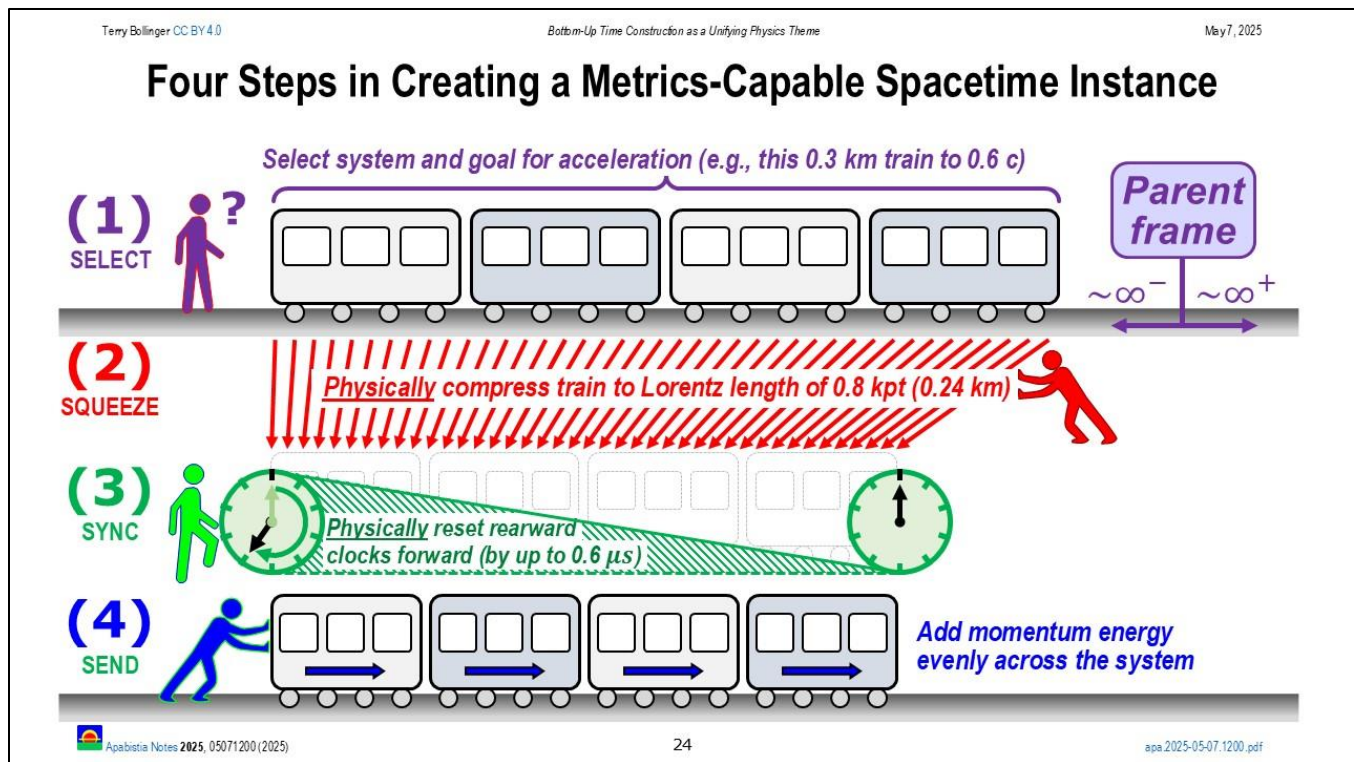 Terry Bollinger CC BY 4.0
Bottom-Up Time Construction as a Unifying Physics Theme
May 7, 2025
Four Steps in Creating a Metrics-Capable Spacetime Instance
Select system and goal for acceleration (e.g., this 0.3 km train to 0.6 c)
(1)
SELECT
?
Parent
frame
~∞⁻ ~∞⁺
(2)
SQUEEZE
Physically compress train to Lorentz length of 0.8 kpt (0.24 km)
(3)
SYNC
Physically reset rearward
clocks forward (by up to 0.6 μs)
(4)
SEND
Add momentum energy
evenly across the system
Apabistia Notes 2025, 05071200 (2025)
24
apa.2025-05-07.1200.pdf